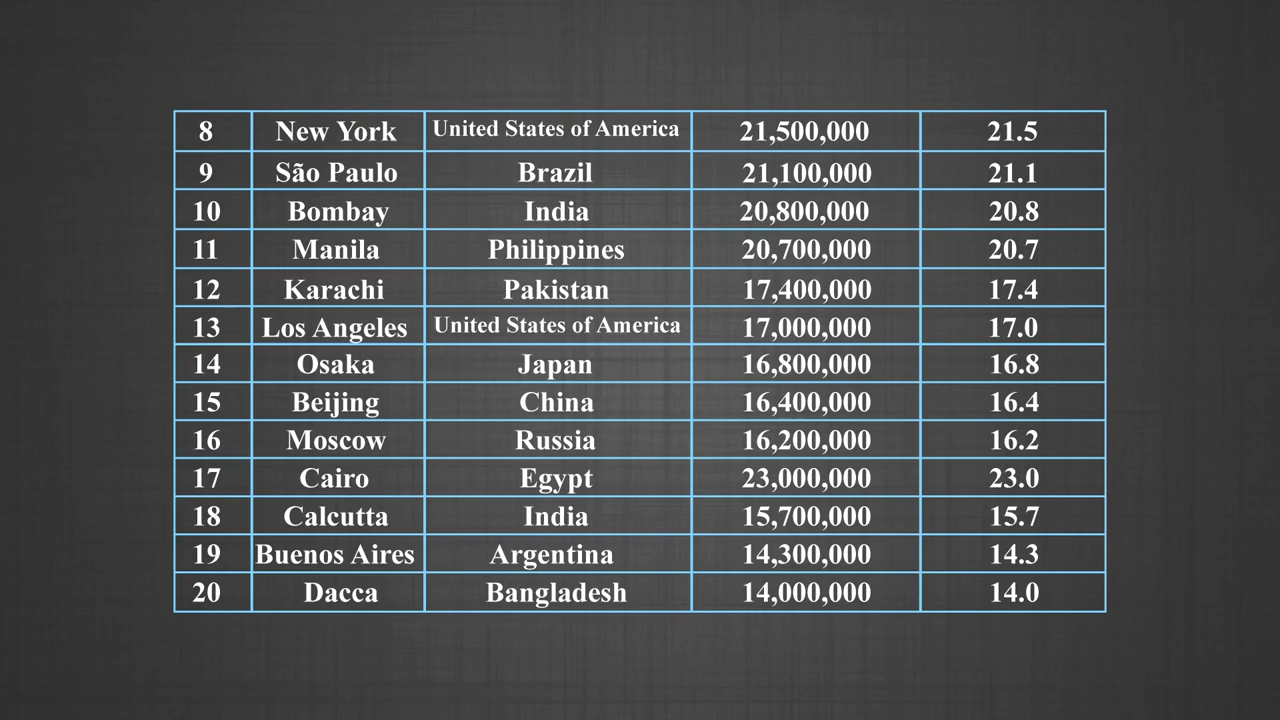 8 New York United States of America 21,500,000 21.5
9 São Paulo Brazil 21,100,000 21.1
10 Bombay India 20,800,000 20.8
11 Manila Philippines 20,700,000 20.7
12 Karachi Pakistan 17,400,000 17.4
13 Los Angeles United States of America 17,000,000 17.0
14 Osaka Japan 16,800,000 16.8
15 Beijing China 16,400,000 16.4
16 Moscow Russia 16,200,000 16.2
17 Cairo Egypt 23,000,000 23.0
18 Calcutta India 15,700,000 15.7
19 Buenos Aires Argentina 14,300,000 14.3
20 Dacca Bangladesh 14,000,000 14.0